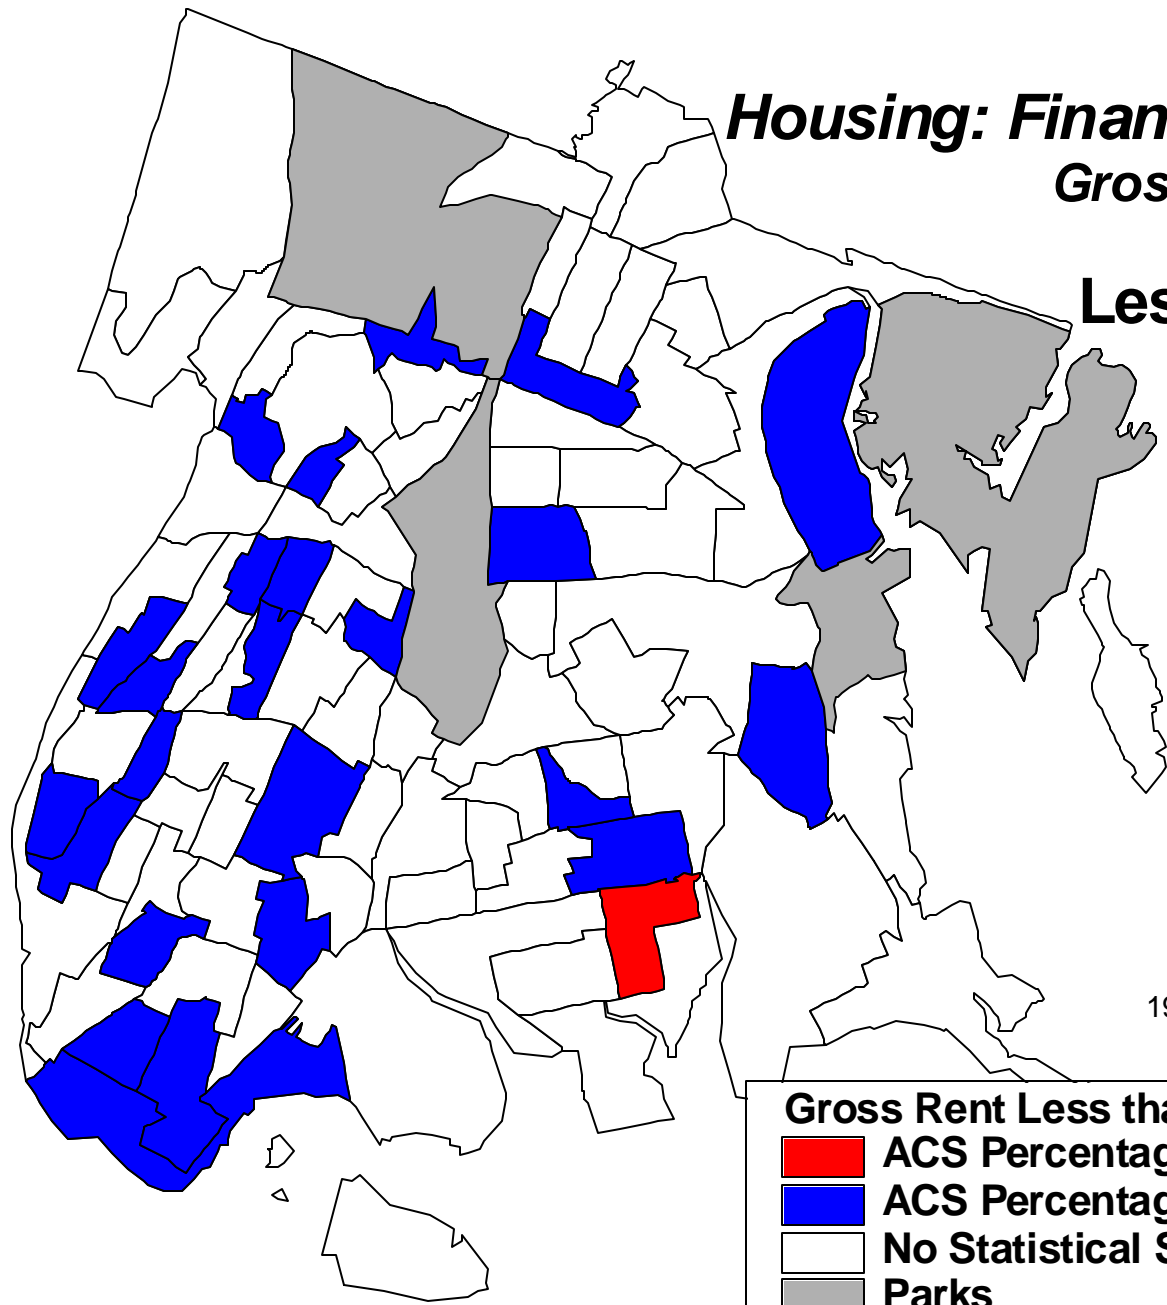 Housing: Finan
Gros
Les
19
Gross Rent Less tha
ACS Percentag
ACS Percentag
No Statistical S
Parks